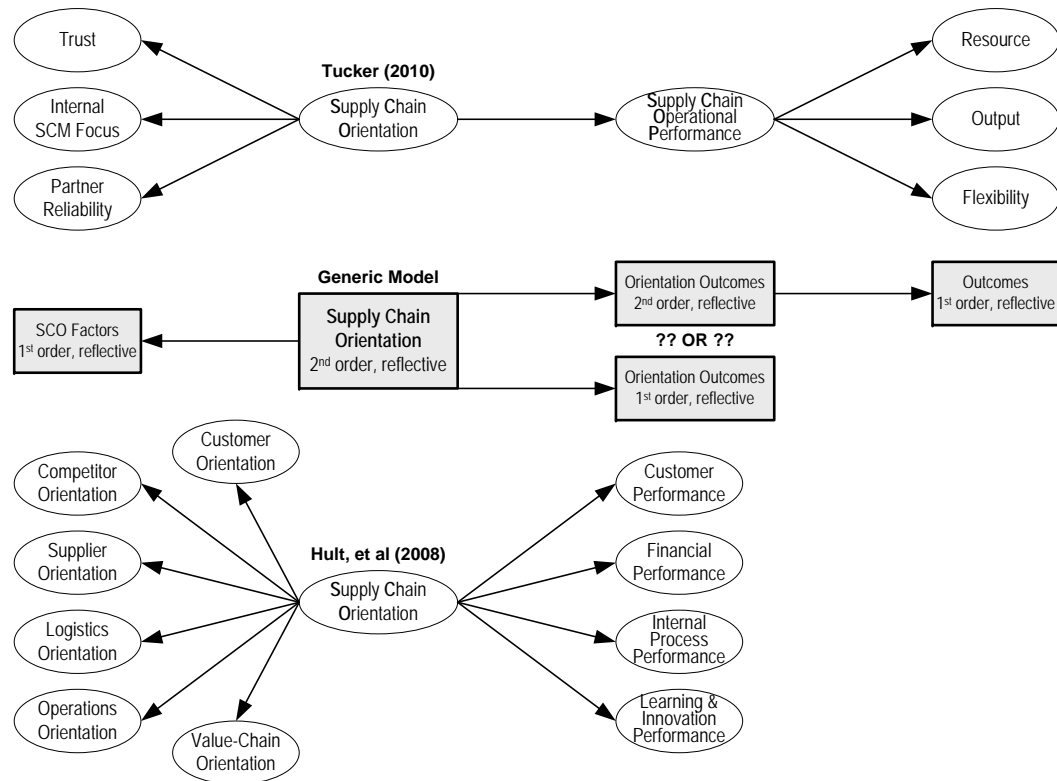 Trust
Internal
SCM Focus
Partner
Reliability
Tucker (2010)
Supply Chain
Orientation
Supply Chain
Operational
Performance
Resource
Output
Flexibility
Generic Model
SCO Factors
1st order, reflective
Supply Chain
Orientation
2nd order, reflective
Orientation Outcomes
2nd order, reflective
?? OR ??
Orientation Outcomes
1st order, reflective
Outcomes
1st order, reflective
Customer
Orientation
Competitor
Orientation
Supplier
Orientation
Logistics
Orientation
Operations
Orientation
Value-Chain
Orientation
Hult, et al (2008)
Supply Chain
Orientation
Customer
Performance
Financial
Performance
Internal
Process
Performance
Learning &
Innovation
Performance